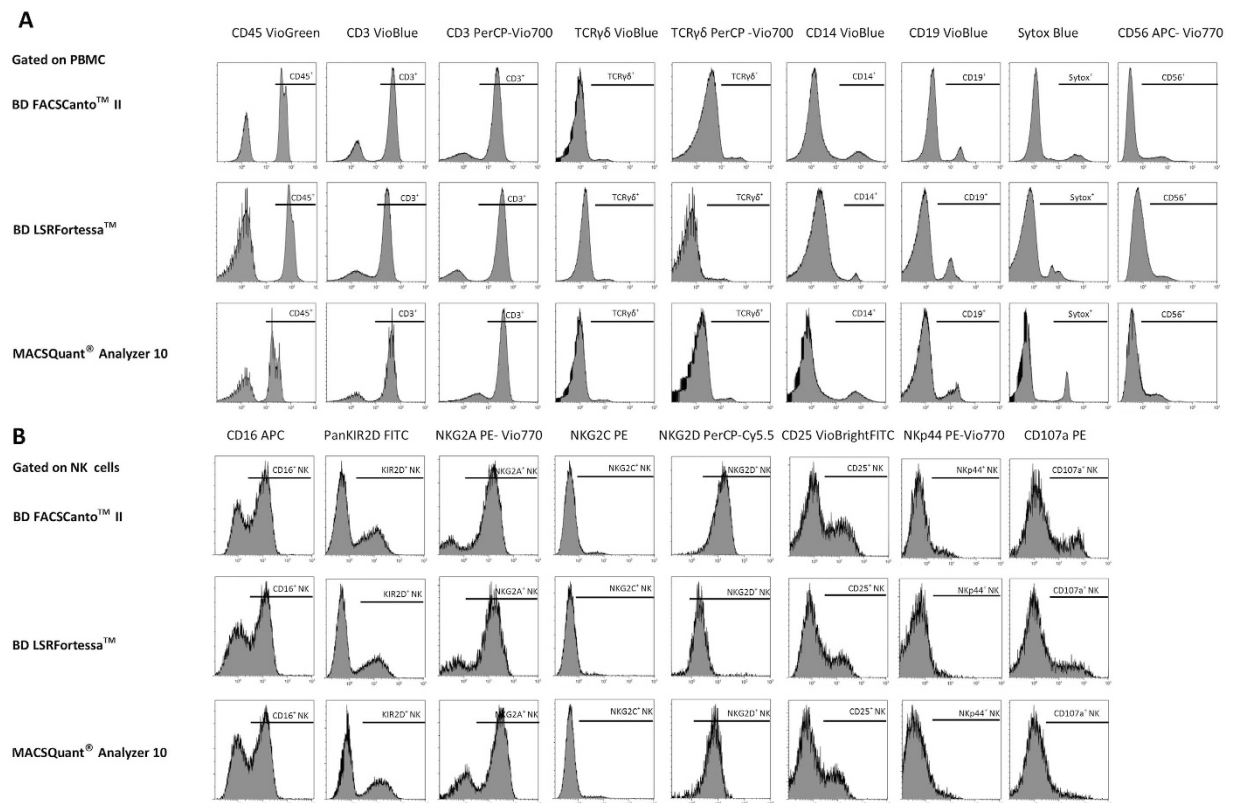 A
CD45 VioGreen CD3 VioBlue CD3 PerCP-Vio700 TCRγδ VioBlue TCRγδ PerCP -Vio700 CD14 VioBlue CD19 VioBlue Sytox Blue CD56 APC- Vio770
Gated on PBMC
CD45⁺ CD3⁺ CD3⁺ TCRγδ⁺ TCRγδ⁺ CD14⁺ CD19⁺ Sytox⁺ CD56⁺
BD FACSCanto™ II
CD45⁺ CD3⁺ CD3⁺ TCRγδ⁺ TCRγδ⁺ CD14⁺ CD19⁺ Sytox⁺ CD56⁺
BD LSRFortessa™
CD45⁺ CD3⁺ CD3⁺ TCRγδ⁺ TCRγδ⁺ CD14⁺ CD19⁺ Sytox⁺ CD56⁺
MACSQuant® Analyzer 10
B
CD16 APC PanKIR2D FITC NKG2A PE- Vio770 NKG2C PE NKG2D PerCP-Cy5.5 CD25 VioBrightFITC NKp44 PE-Vio770 CD107a PE
Gated on NK cells
CD16⁺ NK KIR2D⁺ NK NKG2A⁺ NK NKG2C⁺ NK NKG2D⁺ NK CD25⁺ NK NKp44⁺ NK CD107a⁺ NK
BD FACSCanto™ II
CD16⁺ NK KIR2D⁺ NK NKG2A⁺ NK NKG2C⁺ NK NKG2D⁺ NK CD25⁺ NK NKp44⁺ NK CD107a⁺ NK
BD LSRFortessa™
CD16⁺ NK KIR2D⁺ NK NKG2A⁺ NK NKG2C⁺ NK NKG2D⁺ NK CD25⁺ NK NKp44⁺ NK CD107a⁺ NK
MACSQuant® Analyzer 10